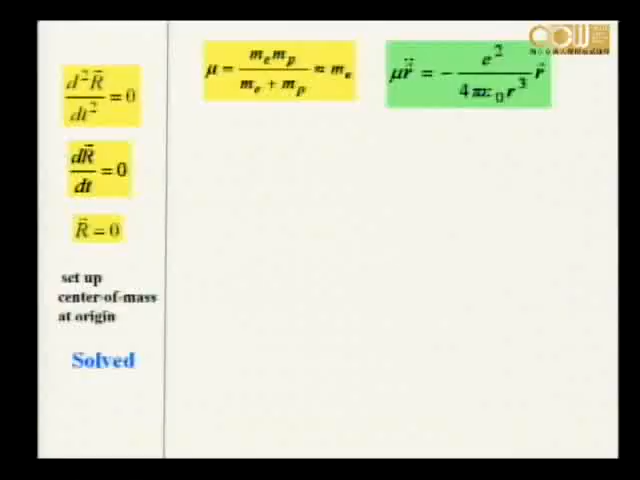 d²R⃗/dt² = 0
dR⃗/dt = 0
R⃗ = 0
set up
center-of-mass
at origin
Solved
μ = mₑmₚ/(mₑ + mₚ) ≈ mₑ
μr⃗̈ = − e²/(4πε₀r³) r⃗